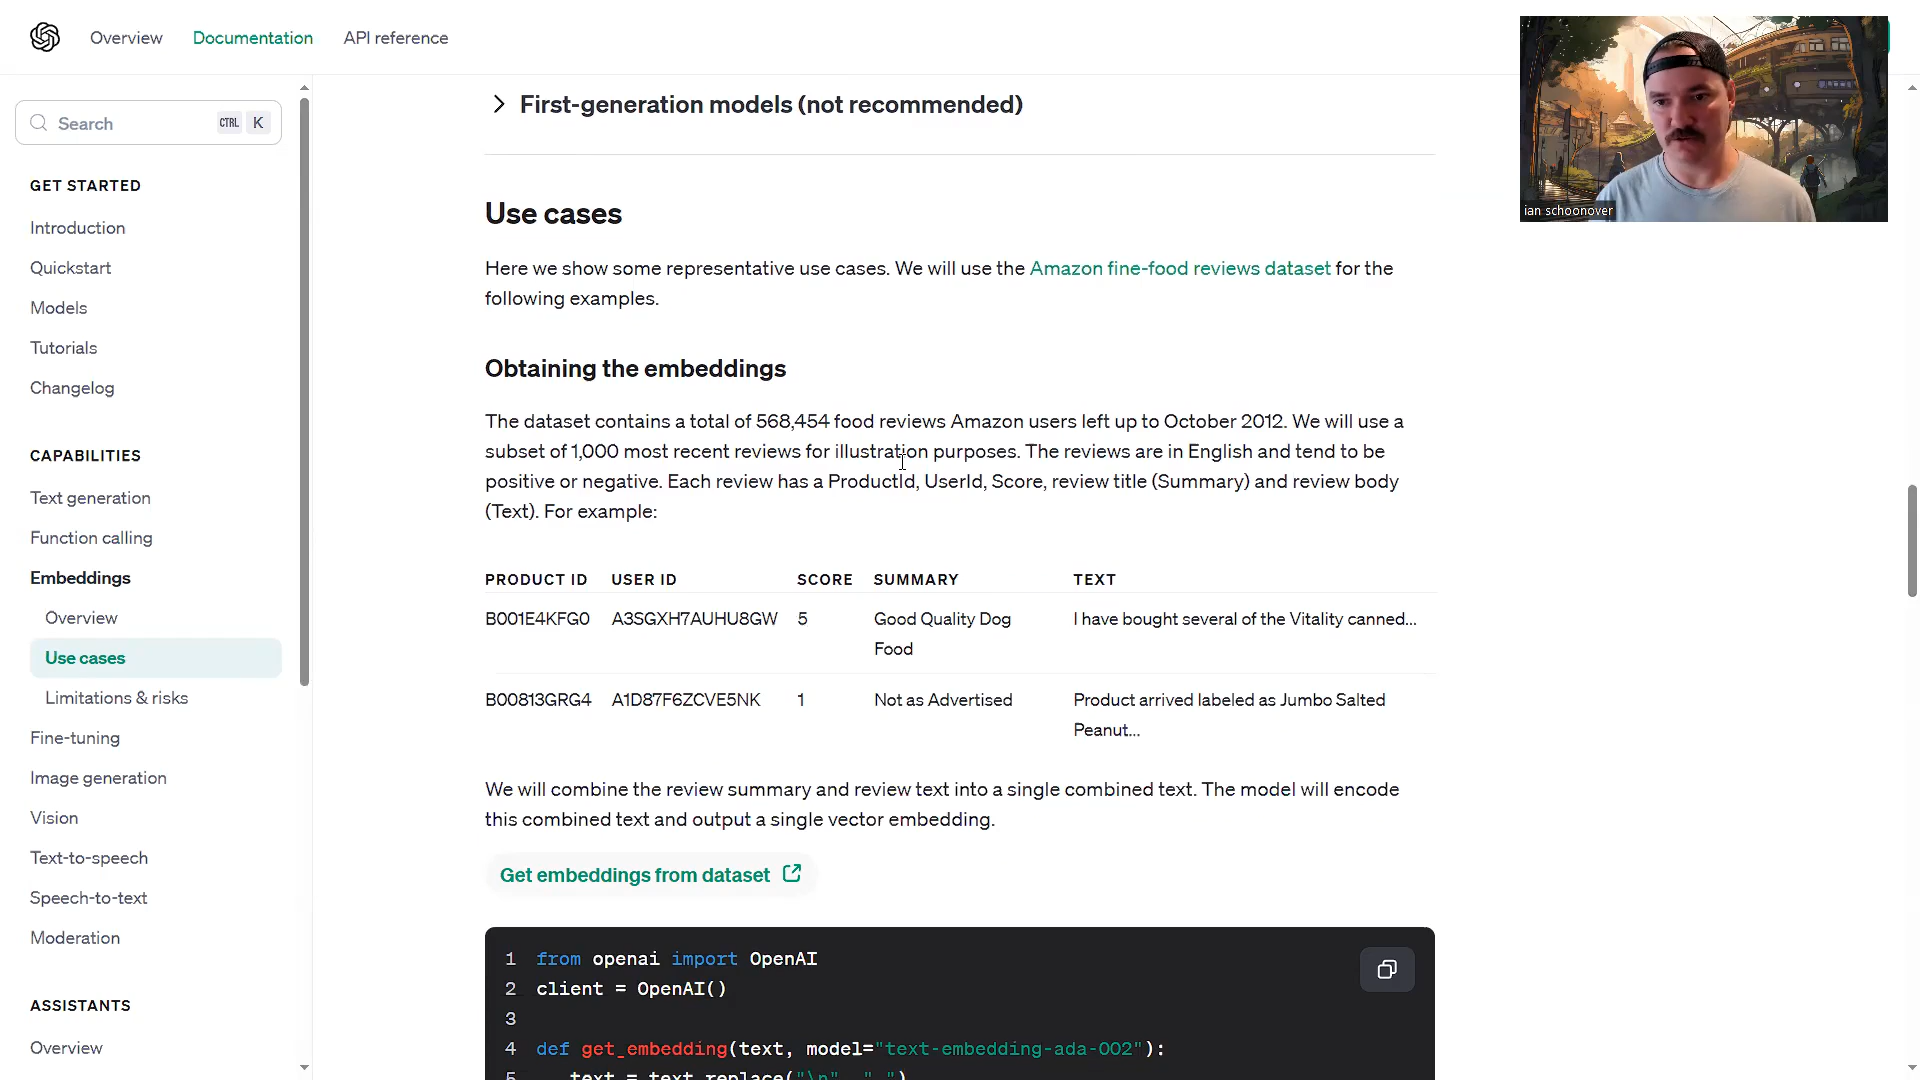 Overview
Documentation
API reference
Search
CTRL K
GET STARTED
Introduction
Quickstart
Models
Tutorials
Changelog
CAPABILITIES
Text generation
Function calling
Embeddings
Overview
Use cases
Limitations & risks
Fine-tuning
Image generation
Vision
Text-to-speech
Speech-to-text
Moderation
ASSISTANTS
Overview
First-generation models (not recommended)
Use cases
Here we show some representative use cases. We will use the Amazon fine-food reviews dataset for the
following examples.
Obtaining the embeddings
The dataset contains a total of 568,454 food reviews Amazon users left up to October 2012. We will use a
subset of 1,000 most recent reviews for illustration purposes. The reviews are in English and tend to be
positive or negative. Each review has a ProductId, UserId, Score, review title (Summary) and review body
(Text). For example:
PRODUCT ID USER ID SCORE SUMMARY TEXT
B001E4KFG0 A3SGXH7AUHU8GW 5 Good Quality Dog I have bought several of the Vitality canned...
Food
B00813GRG4 A1D87F6ZCVE5NK 1 Not as Advertised Product arrived labeled as Jumbo Salted
Peanut...
We will combine the review summary and review text into a single combined text. The model will encode
this combined text and output a single vector embedding.
Get embeddings from dataset
1 from openai import OpenAI
2 client = OpenAI()
3
4 def get_embedding(text, model="text-embedding-ada-002"):
5 text = text.replace("\n", " ")
ian schoonover